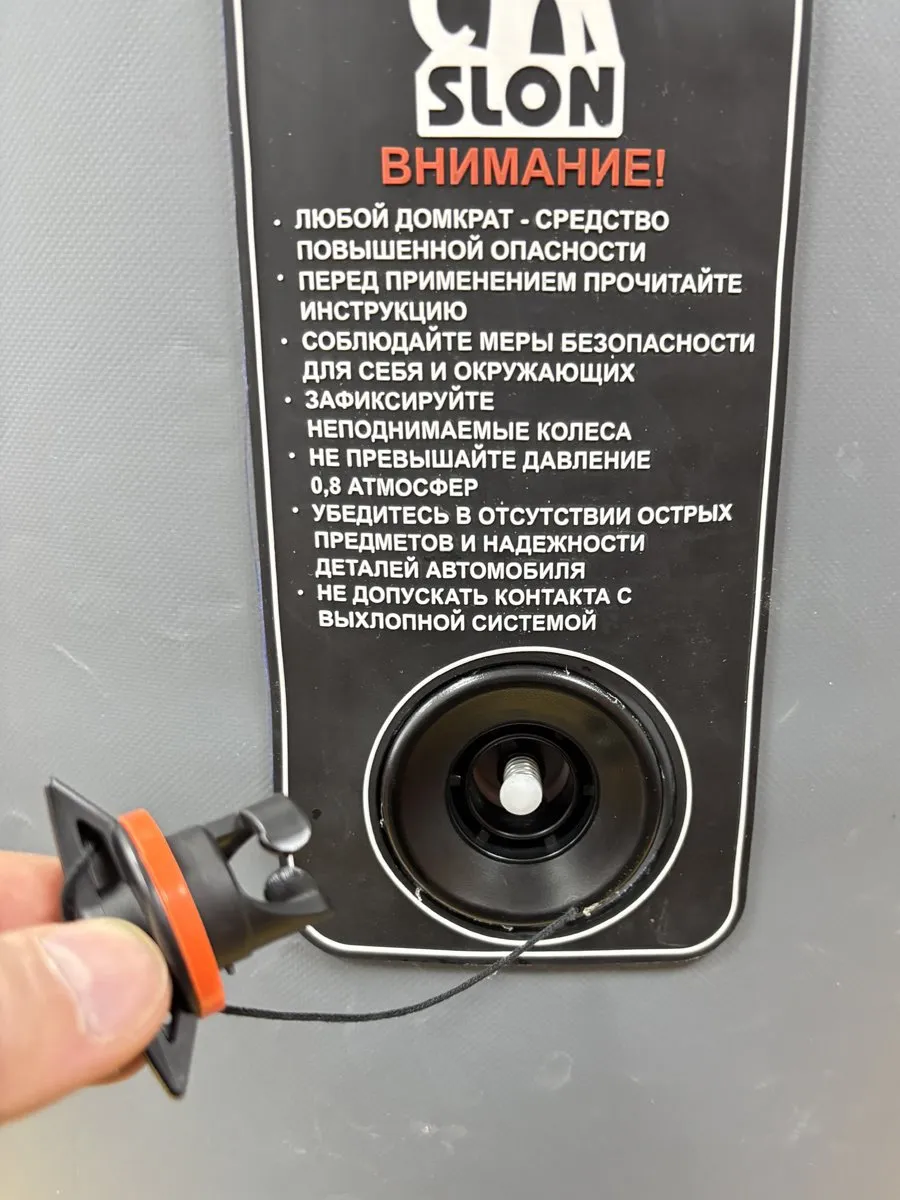 SLON
ВНИМАНИЕ!
· ЛЮБОЙ ДОМКРАТ - СРЕДСТВО
ПОВЫШЕННОЙ ОПАСНОСТИ
· ПЕРЕД ПРИМЕНЕНИЕМ ПРОЧИТАЙТЕ
ИНСТРУКЦИЮ
· СОБЛЮДАЙТЕ МЕРЫ БЕЗОПАСНОСТИ
ДЛЯ СЕБЯ И ОКРУЖАЮЩИХ
· ЗАФИКСИРУЙТЕ
НЕПОДНИМАЕМЫЕ КОЛЕСА
· НЕ ПРЕВЫШАЙТЕ ДАВЛЕНИЕ
0,8 АТМОСФЕР
· УБЕДИТЕСЬ В ОТСУТСТВИИ ОСТРЫХ
ПРЕДМЕТОВ И НАДЕЖНОСТИ
ДЕТАЛЕЙ АВТОМОБИЛЯ
· НЕ ДОПУСКАТЬ КОНТАКТА С
ВЫХЛОПНОЙ СИСТЕМОЙ